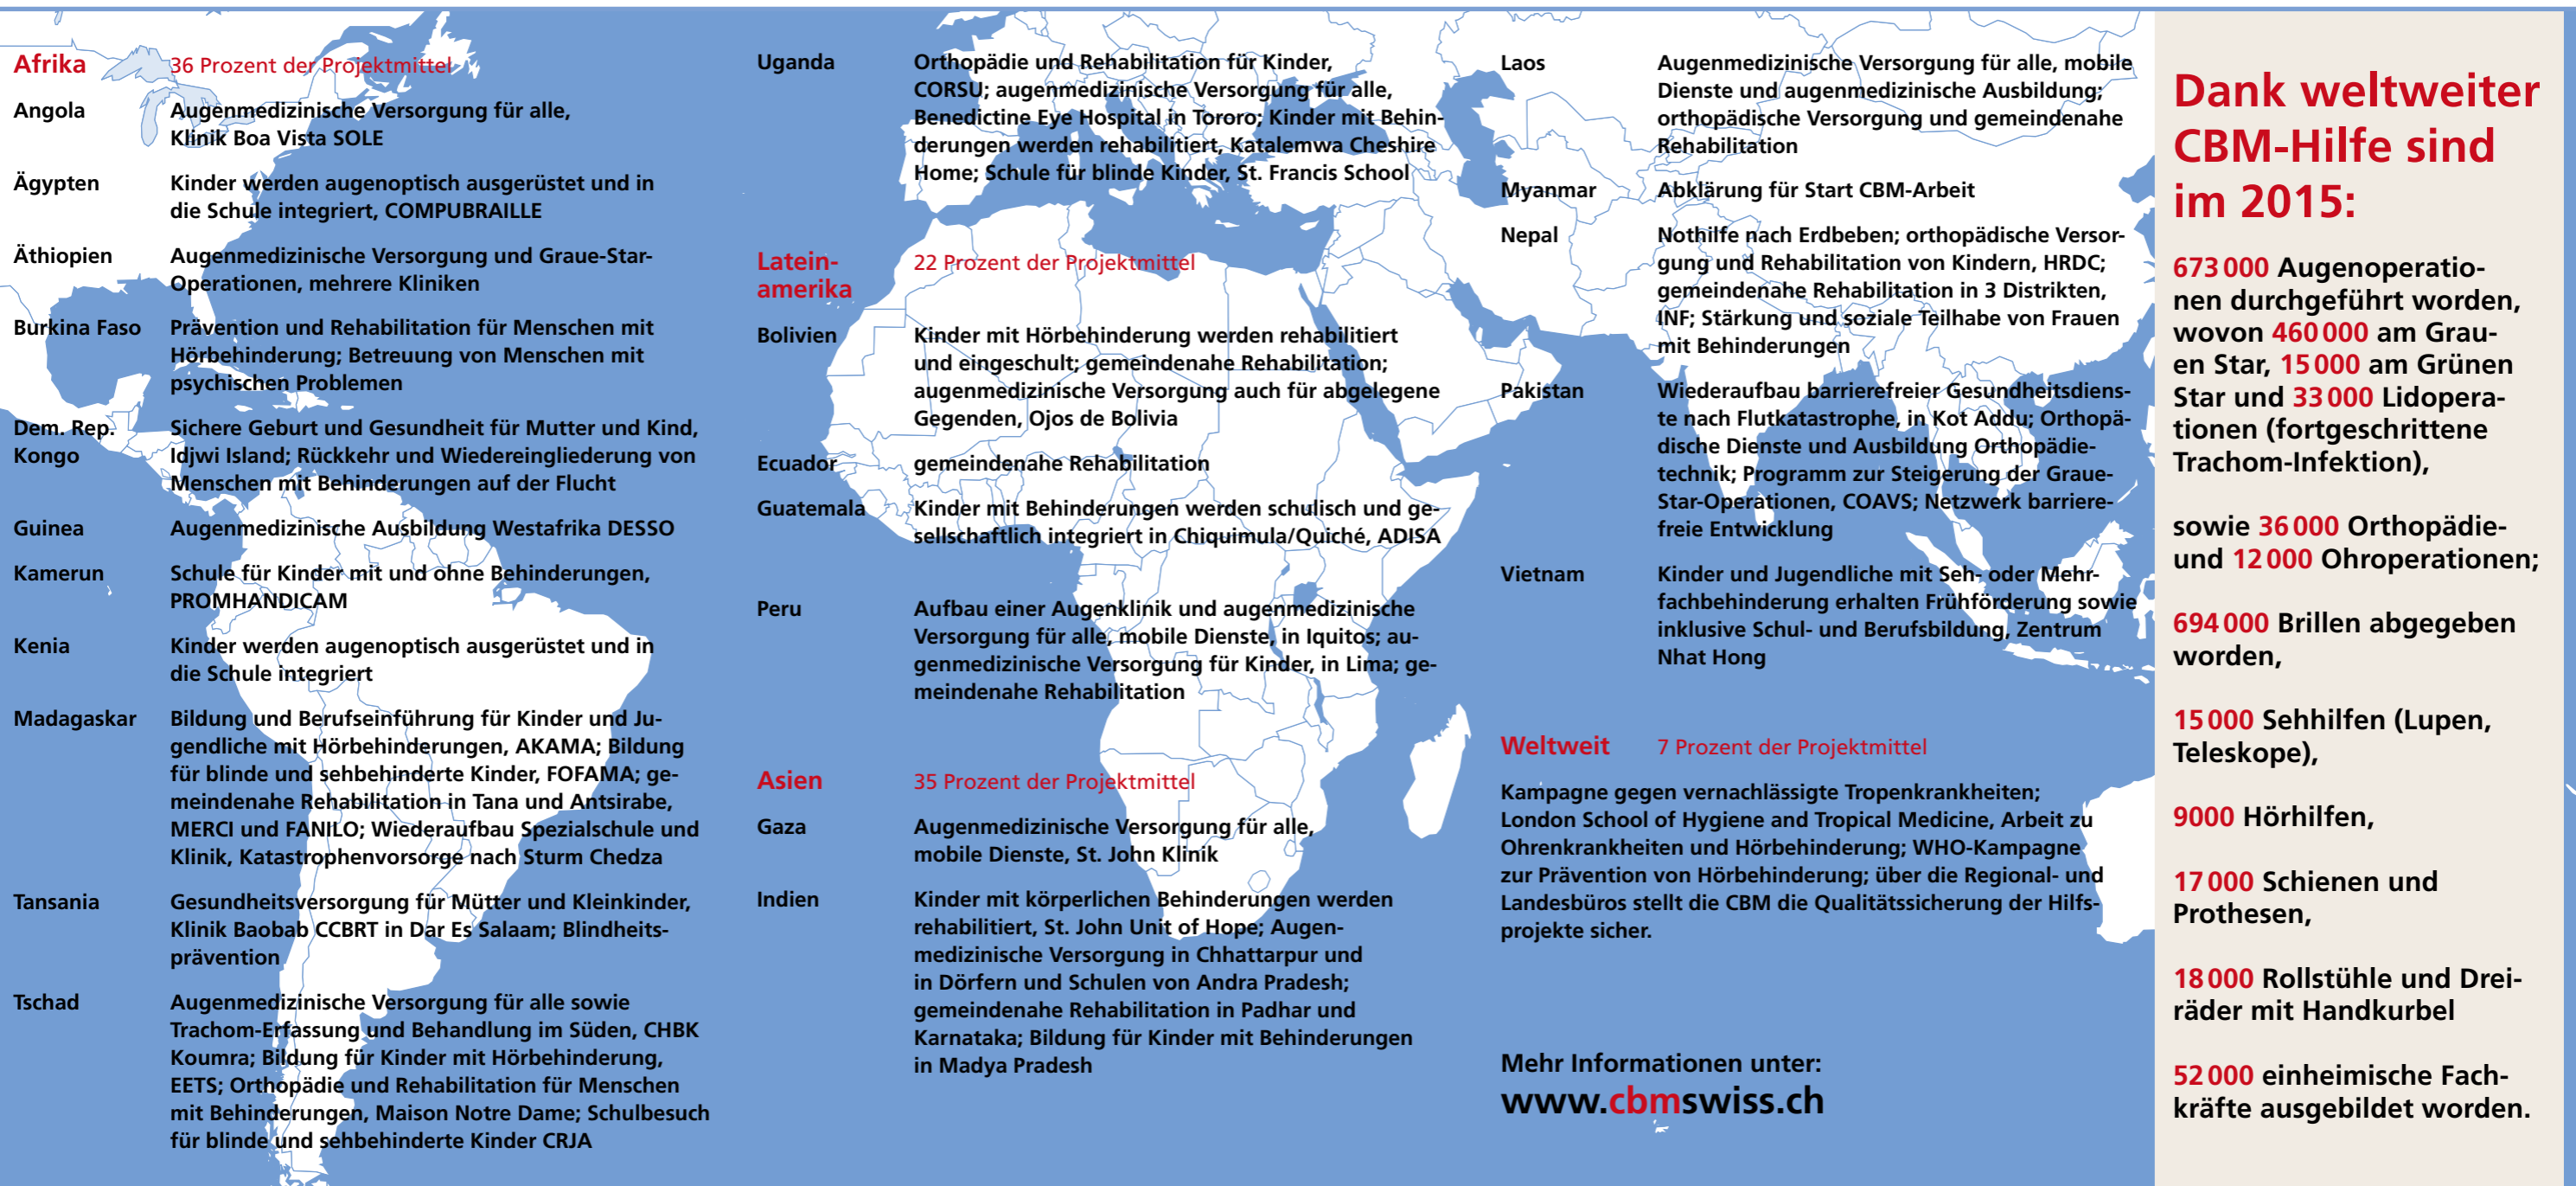 Afrika 36 Prozent der Projektmittel
Angola Augenmedizinische Versorgung für alle,
Klinik Boa Vista SOLE
Ägypten Kinder werden augenoptisch ausgerüstet und in
die Schule integriert, COMPUBRAILLE
Äthiopien Augenmedizinische Versorgung und Graue-Star-
Operationen, mehrere Kliniken
Burkina Faso Prävention und Rehabilitation für Menschen mit
Hörbehinderung; Betreuung von Menschen mit
psychischen Problemen
Dem. Rep. Sichere Geburt und Gesundheit für Mutter und Kind,
Kongo Idjwi Island; Rückkehr und Wiedereingliederung von
Menschen mit Behinderungen auf der Flucht
Guinea Augenmedizinische Ausbildung Westafrika DESSO
Kamerun Schule für Kinder mit und ohne Behinderungen,
PROMHANDICAM
Kenia Kinder werden augenoptisch ausgerüstet und in
die Schule integriert
Madagaskar Bildung und Berufseinführung für Kinder und Ju-
gendliche mit Hörbehinderungen, AKAMA; Bildung
für blinde und sehbehinderte Kinder, FOFAMA; ge-
meindenahe Rehabilitation in Tana und Antsirabe,
MERCI und FANILO; Wiederaufbau Spezialschule und
Klinik, Katastrophenvorsorge nach Sturm Chedza
Tansania Gesundheitsversorgung für Mütter und Kleinkinder,
Klinik Baobab CCBRT in Dar Es Salaam; Blindheits-
prävention
Tschad Augenmedizinische Versorgung für alle sowie
Trachom-Erfassung und Behandlung im Süden, CHBK
Koumra; Bildung für Kinder mit Hörbehinderung,
EETS; Orthopädie und Rehabilitation für Menschen
mit Behinderungen, Maison Notre Dame; Schulbesuch
für blinde und sehbehinderte Kinder CRJA
Uganda Orthopädie und Rehabilitation für Kinder,
CORSU; augenmedizinische Versorgung für alle,
Benedictine Eye Hospital in Tororo; Kinder mit Behin-
derungen werden rehabilitiert, Katalemwa Cheshire
Home; Schule für blinde Kinder, St. Francis School
Latein- 22 Prozent der Projektmittel
amerika
Bolivien Kinder mit Hörbehinderung werden rehabilitiert
und eingeschult; gemeindenahe Rehabilitation;
augenmedizinische Versorgung auch für abgelegene
Gegenden, Ojos de Bolivia
Ecuador gemeindenahe Rehabilitation
Guatemala Kinder mit Behinderungen werden schulisch und ge-
sellschaftlich integriert in Chiquimula/Quiché, ADISA
Peru Aufbau einer Augenklinik und augenmedizinische
Versorgung für alle, mobile Dienste, in Iquitos; au-
genmedizinische Versorgung für Kinder, in Lima; ge-
meindenahe Rehabilitation
Asien 35 Prozent der Projektmittel
Gaza Augenmedizinische Versorgung für alle,
mobile Dienste, St. John Klinik
Indien Kinder mit körperlichen Behinderungen werden
rehabilitiert, St. John Unit of Hope; Augen-
medizinische Versorgung in Chhattarpur und
in Dörfern und Schulen von Andra Pradesh;
gemeindenahe Rehabilitation in Padhar und
Karnataka; Bildung für Kinder mit Behinderungen
in Madya Pradesh
Laos Augenmedizinische Versorgung für alle, mobile
Dienste und augenmedizinische Ausbildung;
orthopädische Versorgung und gemeindenahe
Rehabilitation
Myanmar Abklärung für Start CBM-Arbeit
Nepal Nothilfe nach Erdbeben; orthopädische Versor-
gung und Rehabilitation von Kindern, HRDC;
gemeindenahe Rehabilitation in 3 Distrikten,
INF; Stärkung und soziale Teilhabe von Frauen
mit Behinderungen
Pakistan Wiederaufbau barrierefreier Gesundheitsdiens-
te nach Flutkatastrophe, in Kot Addu; Orthopä-
dische Dienste und Ausbildung Orthopädie-
technik; Programm zur Steigerung der Graue-
Star-Operationen, COAVS; Netzwerk barriere-
freie Entwicklung
Vietnam Kinder und Jugendliche mit Seh- oder Mehr-
fachbehinderung erhalten Frühförderung sowie
inklusive Schul- und Berufsbildung, Zentrum
Nhat Hong
Weltweit 7 Prozent der Projektmittel
Kampagne gegen vernachlässigte Tropenkrankheiten;
London School of Hygiene and Tropical Medicine, Arbeit zu
Ohrenkrankheiten und Hörbehinderung; WHO-Kampagne
zur Prävention von Hörbehinderung; über die Regional- und
Landesbüros stellt die CBM die Qualitätssicherung der Hilfs-
projekte sicher.
Mehr Informationen unter:
www.cbmswiss.ch
Dank weltweiter
CBM-Hilfe sind
im 2015:
673 000 Augenoperatio-
nen durchgeführt worden,
wovon 460 000 am Grau-
en Star, 15 000 am Grünen
Star und 33 000 Lidopera-
tionen (fortgeschrittene
Trachom-Infektion),
sowie 36 000 Orthopädie-
und 12 000 Ohroperationen;
694 000 Brillen abgegeben
worden,
15 000 Sehhilfen (Lupen,
Teleskope),
9000 Hörhilfen,
17 000 Schienen und
Prothesen,
18 000 Rollstühle und Drei-
räder mit Handkurbel
52 000 einheimische Fach-
kräfte ausgebildet worden.